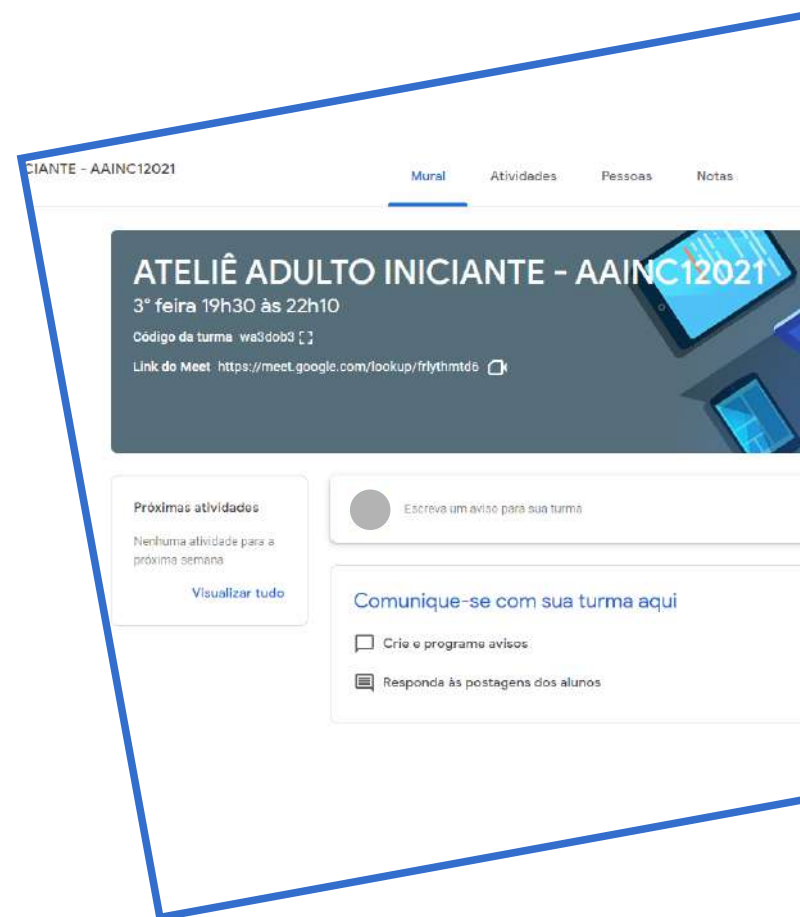 CIANTE - AAINC12021
Mural Atividades Pessoas Notas
ATELIÊ ADULTO INICIANTE - AAINC12021
3° feira 19h30 às 22h10
Código da turma wa3dob3
Link do Meet https://meet.google.com/lookup/frlythmtd6
Próximas atividades
Nenhuma atividade para a
próxima semana
Visualizar tudo
Escreva um aviso para sua turma
Comunique-se com sua turma aqui
Crie e programe avisos
Responda às postagens dos alunos